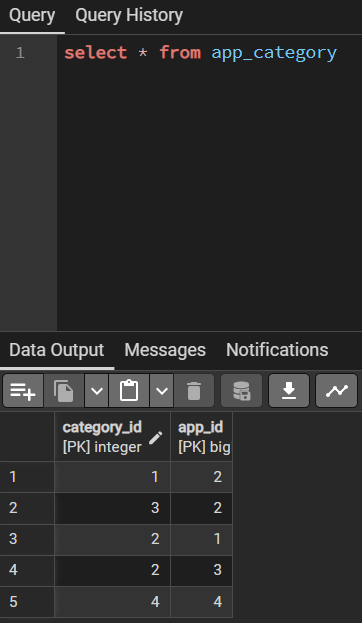 Query Query History
1 select * from app_category
Data Output Messages Notifications
category_id app_id
[PK] integer [PK] big
1 1 2
2 3 2
3 2 1
4 2 3
5 4 4